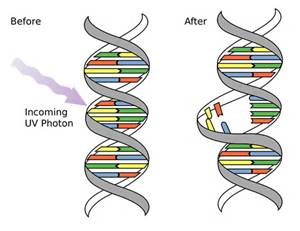 Before
After
Incoming
UV Photon